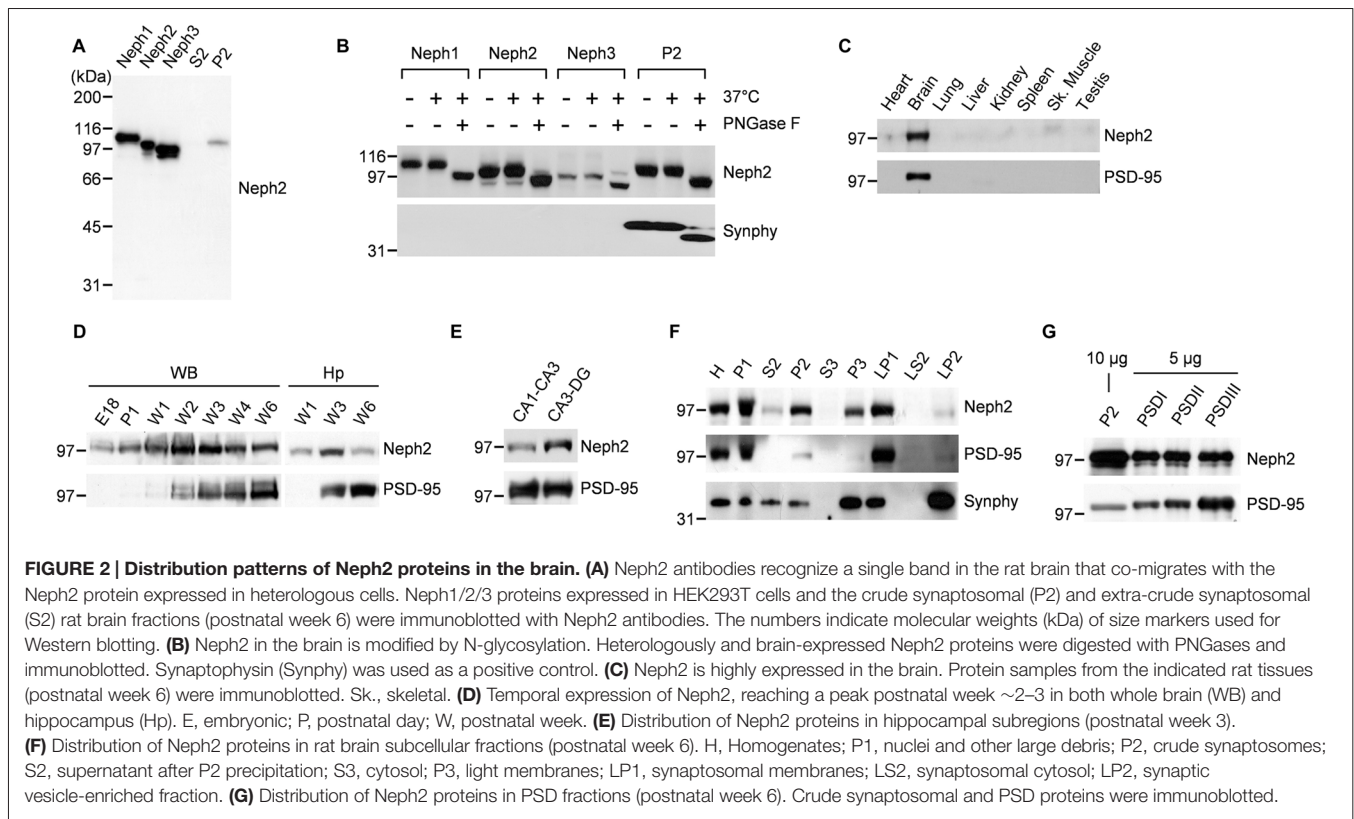 A
Neph1 Neph2 Neph3 S2 P2
(kDa)
200
116
97
66
45
31
Neph2
B
Neph1 Neph2 Neph3 P2
- + + - + + - + + - + + 37°C
- - + - - + - - + - - + PNGase F
116
97
Neph2
31
Synphy
C
Heart Brain Lung Liver Kidney Spleen Sk. Muscle Testis
97 Neph2
97 PSD-95
D
WB Hp
E18 P1 W1 W2 W3 W4 W6 W1 W3 W6
97 Neph2
97 PSD-95
E
CA1-CA3 CA3-DG
97 Neph2
97 PSD-95
F
H P1 S2 P2 S3 P3 LP1 LS2 LP2
97 Neph2
97 PSD-95
31 Synphy
G
10 µg 5 µg
P2 PSDI PSDII PSDIII
97 Neph2
97 PSD-95
FIGURE 2 | Distribution patterns of Neph2 proteins in the brain. (A) Neph2 antibodies recognize a single band in the rat brain that co-migrates with the
Neph2 protein expressed in heterologous cells. Neph1/2/3 proteins expressed in HEK293T cells and the crude synaptosomal (P2) and extra-crude synaptosomal
(S2) rat brain fractions (postnatal week 6) were immunoblotted with Neph2 antibodies. The numbers indicate molecular weights (kDa) of size markers used for
Western blotting. (B) Neph2 in the brain is modified by N-glycosylation. Heterologously and brain-expressed Neph2 proteins were digested with PNGases and
immunoblotted. Synaptophysin (Synphy) was used as a positive control. (C) Neph2 is highly expressed in the brain. Protein samples from the indicated rat tissues
(postnatal week 6) were immunoblotted. Sk., skeletal. (D) Temporal expression of Neph2, reaching a peak postnatal week ∼2–3 in both whole brain (WB) and
hippocampus (Hp). E, embryonic; P, postnatal day; W, postnatal week. (E) Distribution of Neph2 proteins in hippocampal subregions (postnatal week 3).
(F) Distribution of Neph2 proteins in rat brain subcellular fractions (postnatal week 6). H, Homogenates; P1, nuclei and other large debris; P2, crude synaptosomes;
S2, supernatant after P2 precipitation; S3, cytosol; P3, light membranes; LP1, synaptosomal membranes; LS2, synaptosomal cytosol; LP2, synaptic
vesicle-enriched fraction. (G) Distribution of Neph2 proteins in PSD fractions (postnatal week 6). Crude synaptosomal and PSD proteins were immunoblotted.